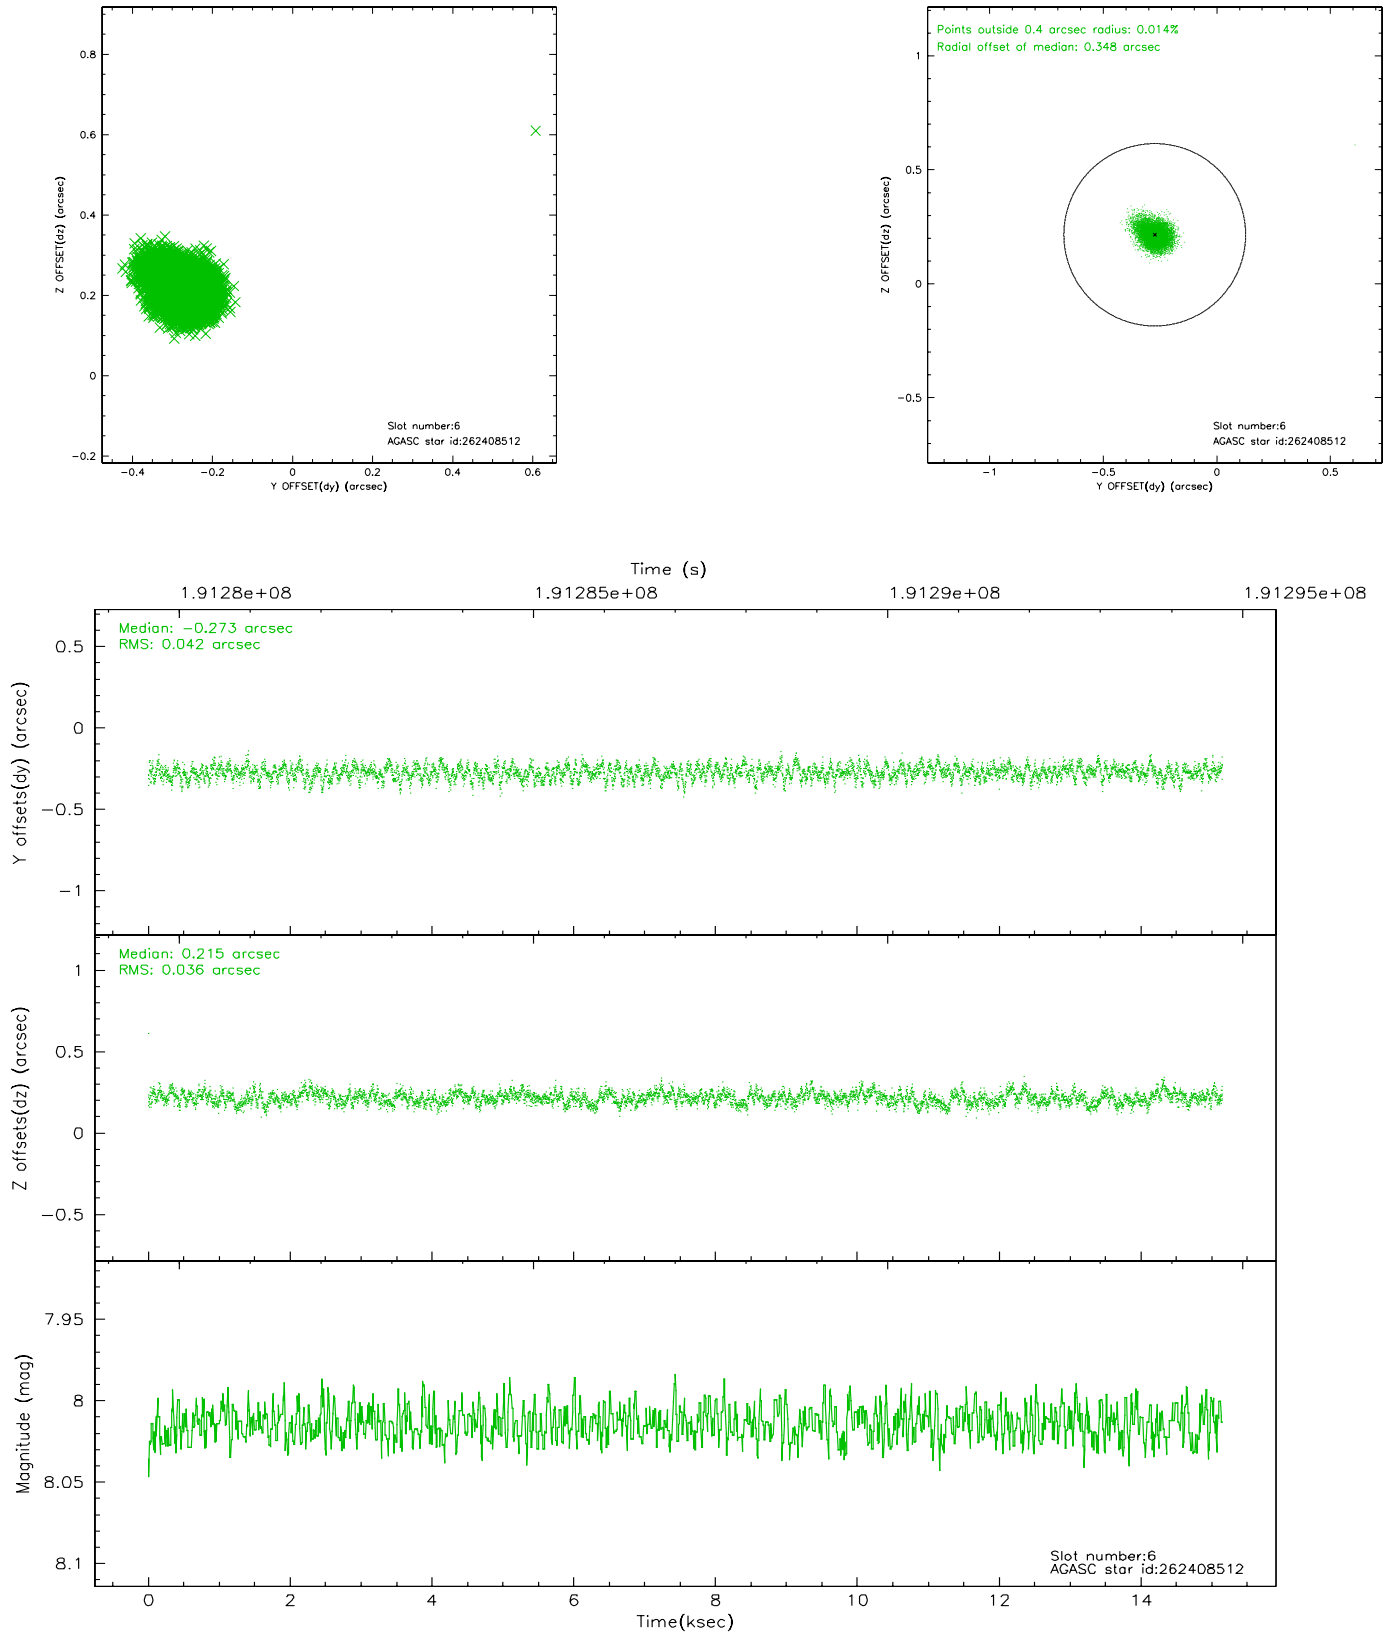 0.8
0.6
0.4
0.2
0
−0.2
Z OFFSET(dz) (arcsec)
Slot number:6
AGASC star id:262408512
−0.4 −0.2 0 0.2 0.4 0.6
Y OFFSET(dy) (arcsec)
Points outside 0.4 arcsec radius: 0.014%
Radial offset of median: 0.348 arcsec
1
0.5
0
−0.5
Z OFFSET(dz) (arcsec)
Slot number:6
AGASC star id:262408512
−1 −0.5 0 0.5
Y OFFSET(dy) (arcsec)
Time (s)
1.9128e+08 1.91285e+08 1.9129e+08 1.91295e+08
Median: −0.273 arcsec
RMS: 0.042 arcsec
0.5
0
−0.5
−1
Y offsets(dy) (arcsec)
Median: 0.215 arcsec
RMS: 0.036 arcsec
1
0.5
0
−0.5
Z offsets(dz) (arcsec)
7.95
8
8.05
8.1
Magnitude (mag)
Slot number:6
AGASC star id:262408512
0 2 4 6 8 10 12 14
Time(ksec)